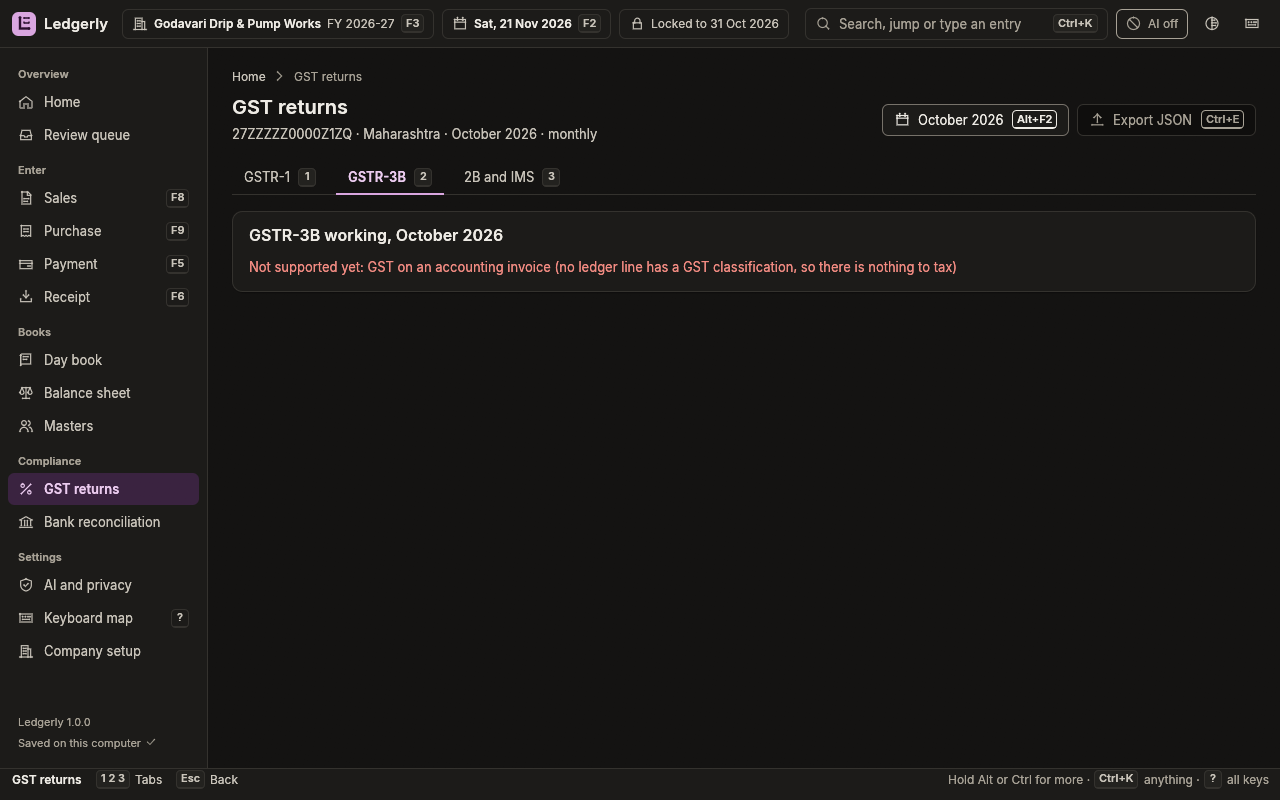 Ledgerly
Godavari Drip & Pump Works FY 2026-27 F3
Sat, 21 Nov 2026 F2
Locked to 31 Oct 2026
Search, jump or type an entry Ctrl+K
AI off
Overview
Home
Review queue
Enter
Sales F8
Purchase F9
Payment F5
Receipt F6
Books
Day book
Balance sheet
Masters
Compliance
GST returns
Bank reconciliation
Settings
AI and privacy
Keyboard map ?
Company setup
Ledgerly 1.0.0
Saved on this computer
Home GST returns
GST returns
27ZZZZZ0000Z1ZQ · Maharashtra · October 2026 · monthly
October 2026 Alt+F2
Export JSON Ctrl+E
GSTR-1 1 GSTR-3B 2 2B and IMS 3
GSTR-3B working, October 2026
Not supported yet: GST on an accounting invoice (no ledger line has a GST classification, so there is nothing to tax)
GST returns 1 2 3 Tabs Esc Back
Hold Alt or Ctrl for more · Ctrl+K anything · ? all keys